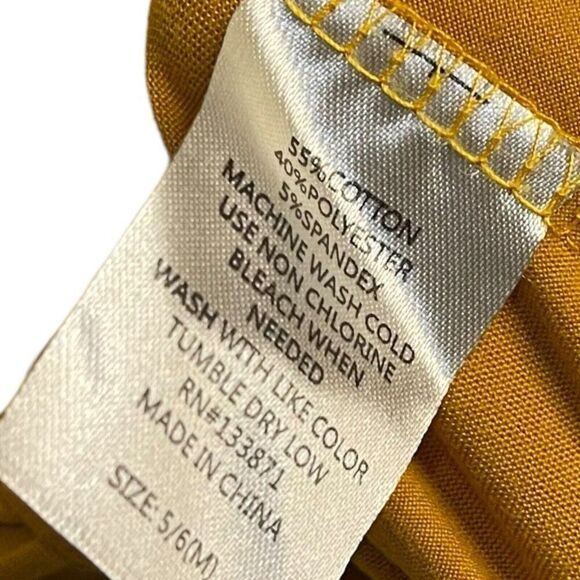 55%COTTON
40%POLYESTER
5%SPANDEX
MACHINE WASH COLD
USE NON CHLORINE
BLEACH WHEN
NEEDED
WASH WITH LIKE COLOR
TUMBLE DRY LOW
RN#133871
MADE IN CHINA
SIZE: 5/6(M)